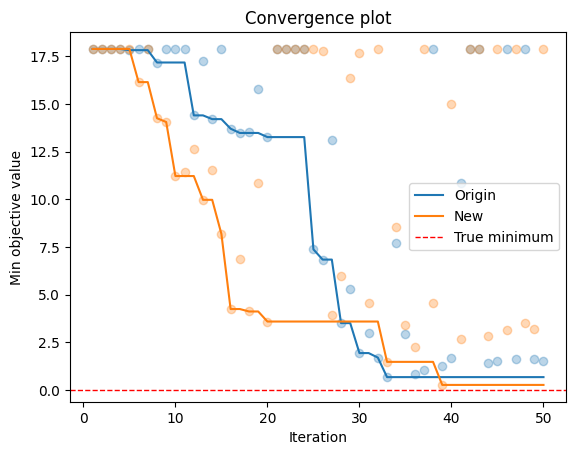 Convergence plot
Min objective value
17.5
15.0
12.5
10.0
7.5
5.0
2.5
0.0
Origin
New
True minimum
0
10
20
30
40
50
Iteration